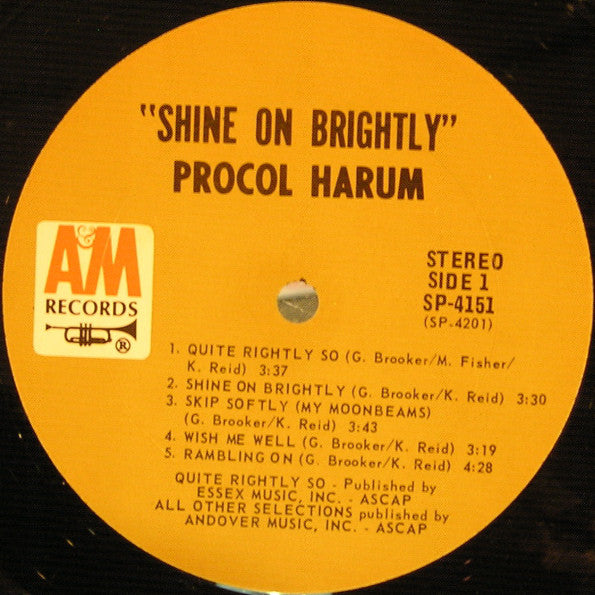 "SHINE ON BRIGHTLY"
PROCOL HARUM
A&M
RECORDS
®
STEREO
SIDE 1
SP-4151
(SP-4201)
1. QUITE RIGHTLY SO (G. Brooker/M. Fisher/
K. Reid) 3:37
2. SHINE ON BRIGHTLY (G. Brooker/K. Reid) 3:30
3. SKIP SOFTLY (MY MOONBEAMS)
(G. Brooker/K. Reid) 3:43
4. WISH ME WELL (G. Brooker/K. Reid) 3:19
5. RAMBLING ON (G. Brooker/K. Reid) 4:28
QUITE RIGHTLY SO - Published by
ESSEX MUSIC, INC. - ASCAP
ALL OTHER SELECTIONS published by
ANDOVER MUSIC, INC. - ASCAP